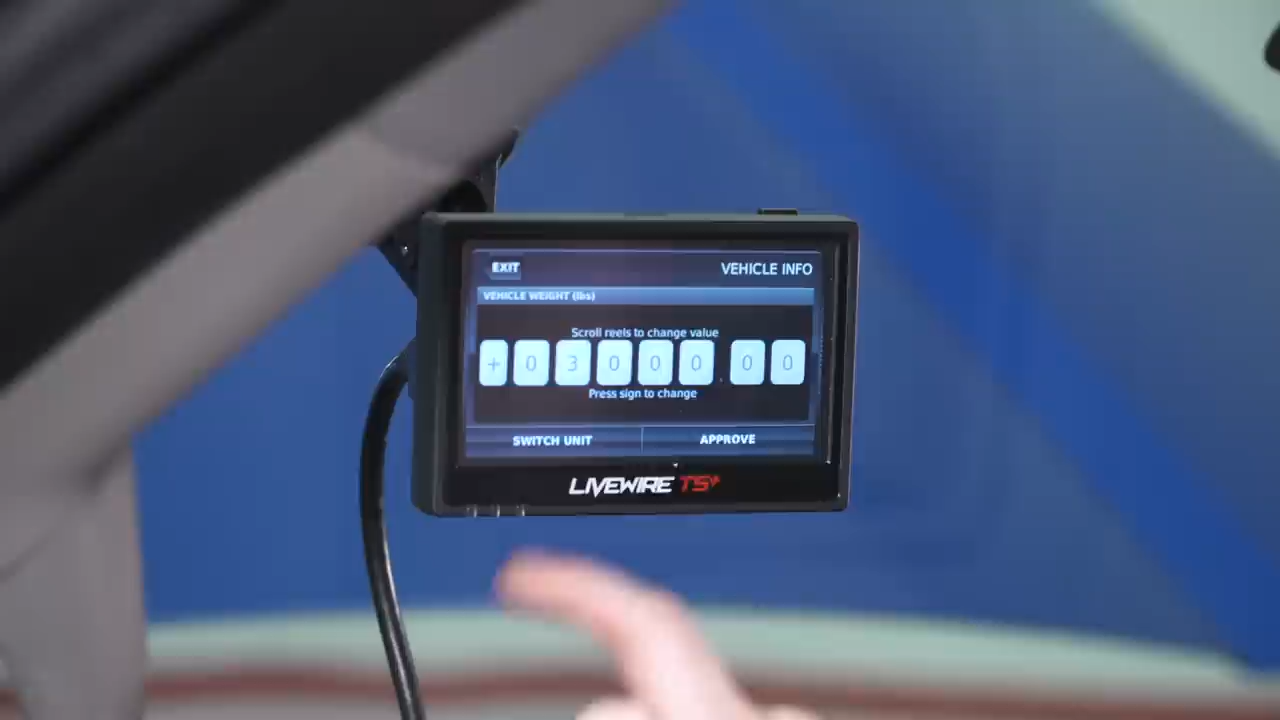 EXIT
VEHICLE INFO
VEHICLE WEIGHT (lbs)
Scroll reels to change value
+ 0 3 0 0 0 . 0 0
Press sign to change
SWITCH UNIT
APPROVE
LIVEWIRE TS+